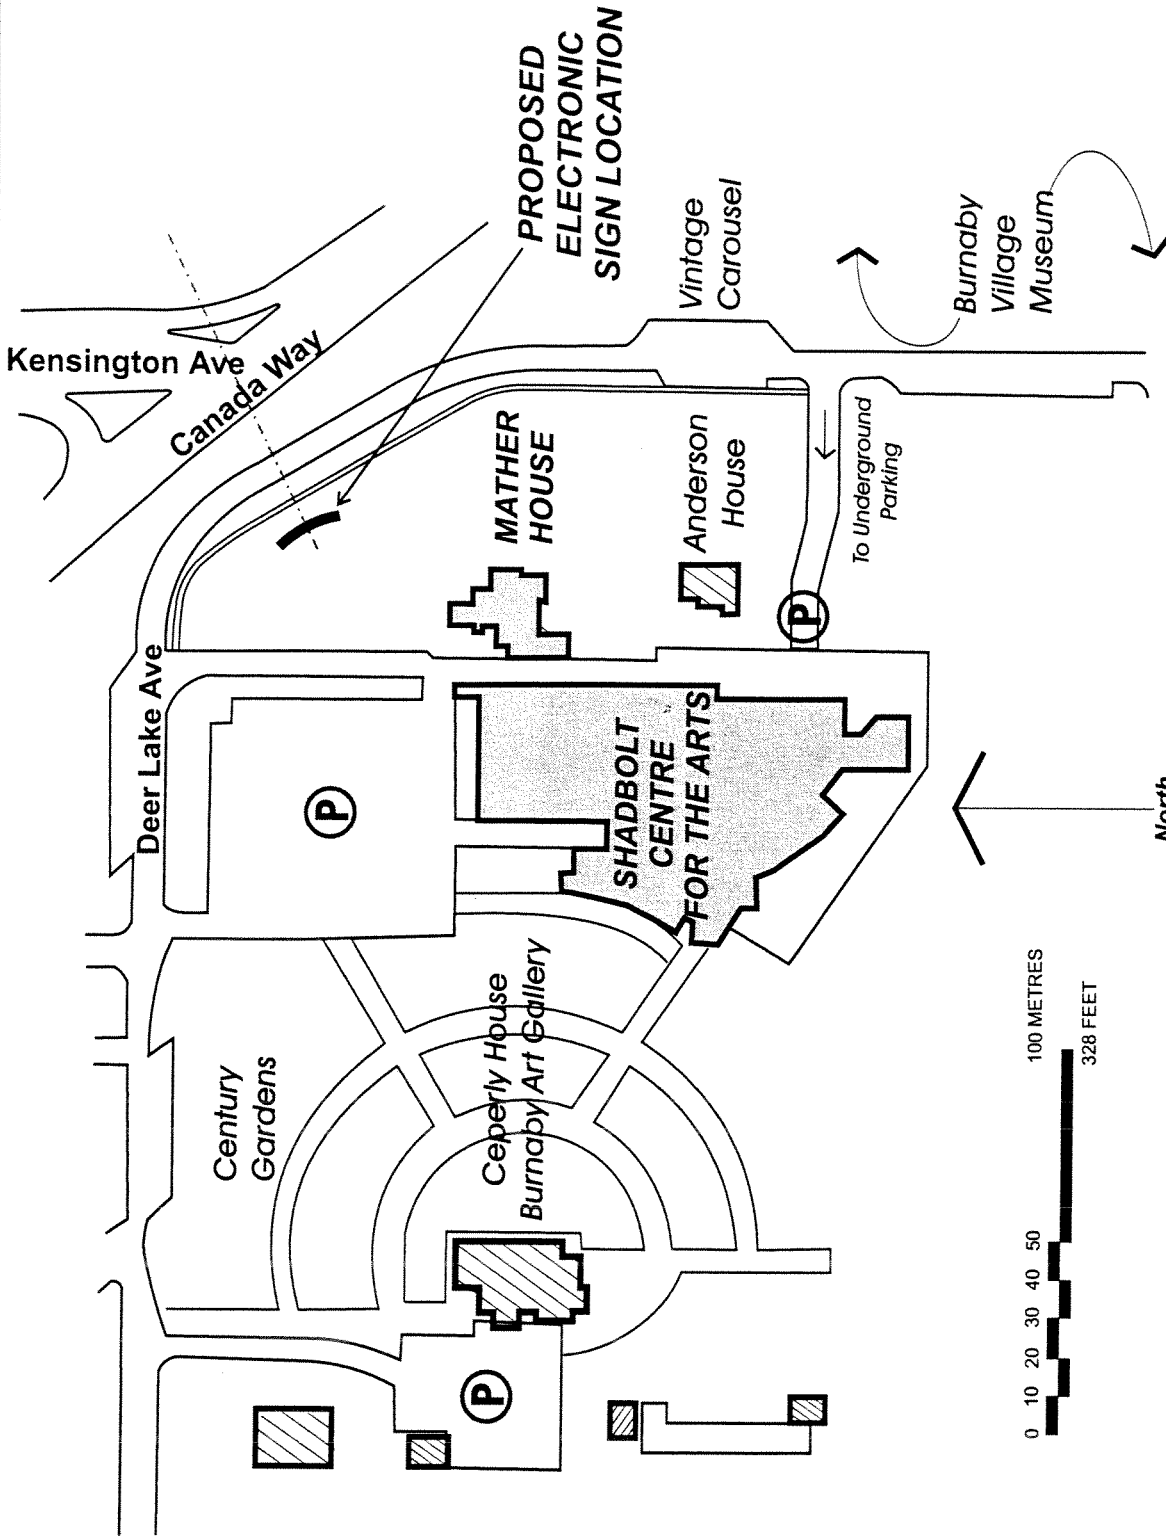 Kensington Ave
Canada Way
Deer Lake Ave
PROPOSED
ELECTRONIC
SIGN LOCATION
Vintage
Carousel
Burnaby
Village
Museum
MATHER
HOUSE
Anderson
House
To Underground
Parking
P
P
SHADBOLT
CENTRE
FOR THE ARTS
North
Century
Gardens
Ceperly House
Burnaby Art Gallery
P
0 10 20 30 40 50 100 METRES
328 FEET